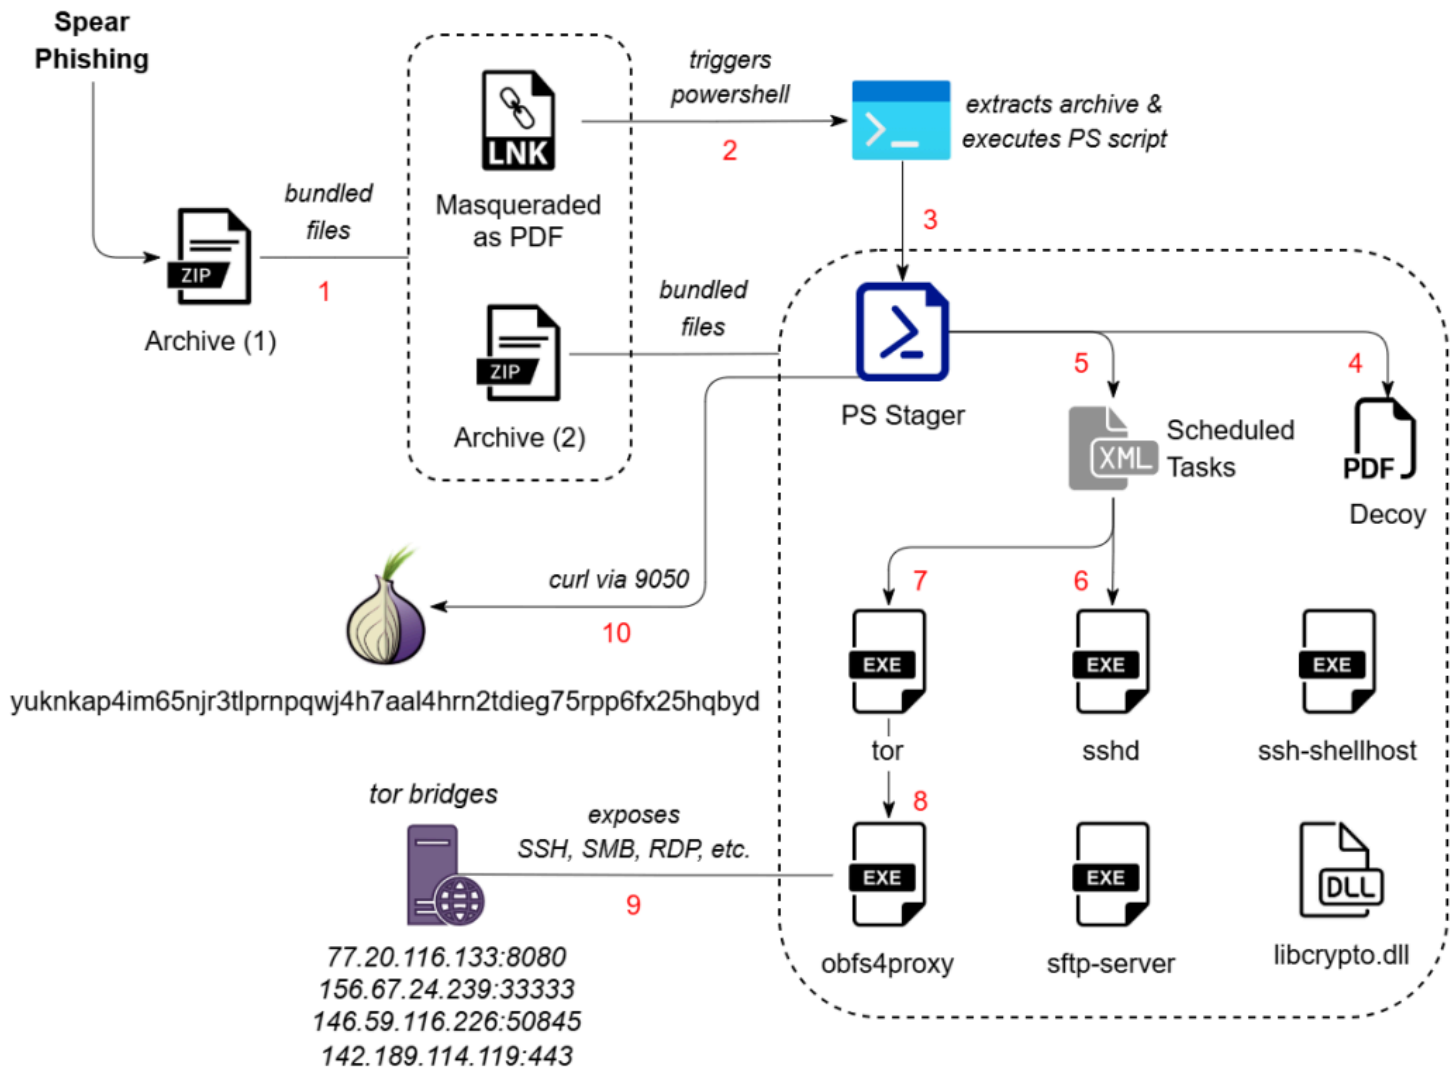 Spear
Phishing
ZIP
Archive (1)
bundled
files
1
LNK
Masqueraded
as PDF
ZIP
Archive (2)
triggers
powershell
2
>_
extracts archive &
executes PS script
3
bundled
files
PS Stager
5
4
XML
Scheduled
Tasks
PDF
Decoy
curl via 9050
10
yuknkap4im65njr3tlprnpqwj4h7aal4hrn2tdieg75rpp6fx25hqbyd
7
6
EXE
tor
EXE
sshd
EXE
ssh-shellhost
8
tor bridges
exposes
SSH, SMB, RDP, etc.
9
EXE
obfs4proxy
EXE
sftp-server
DLL
libcrypto.dll
77.20.116.133:8080
156.67.24.239:33333
146.59.116.226:50845
142.189.114.119:443